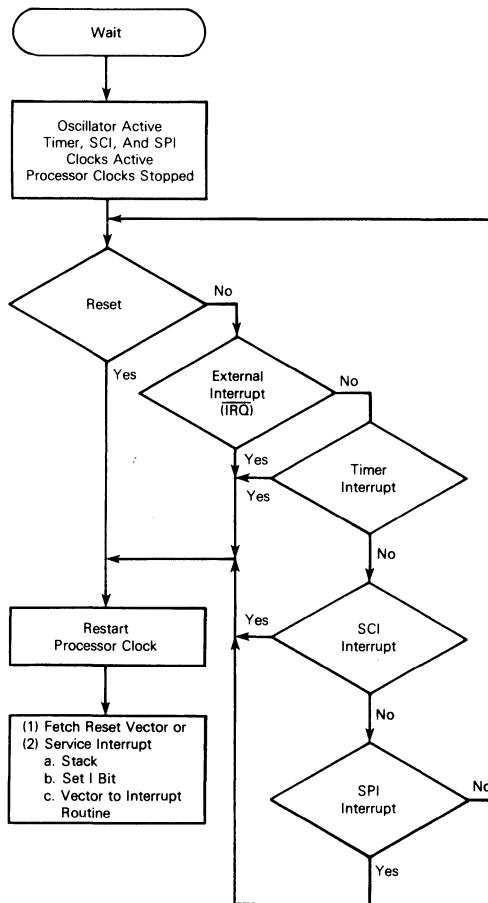 Wait
Oscillator Active
Timer, SCI, And SPI
Clocks Active
Processor Clocks Stopped
Reset
No
Yes
External
Interrupt
(IRQ)
No
Yes
Timer
Interrupt
Yes
No
SCI
Interrupt
Yes
No
SPI
Interrupt
No
Yes
Restart
Processor Clock
(1) Fetch Reset Vector or
(2) Service Interrupt
a. Stack
b. Set I Bit
c. Vector to Interrupt
Routine